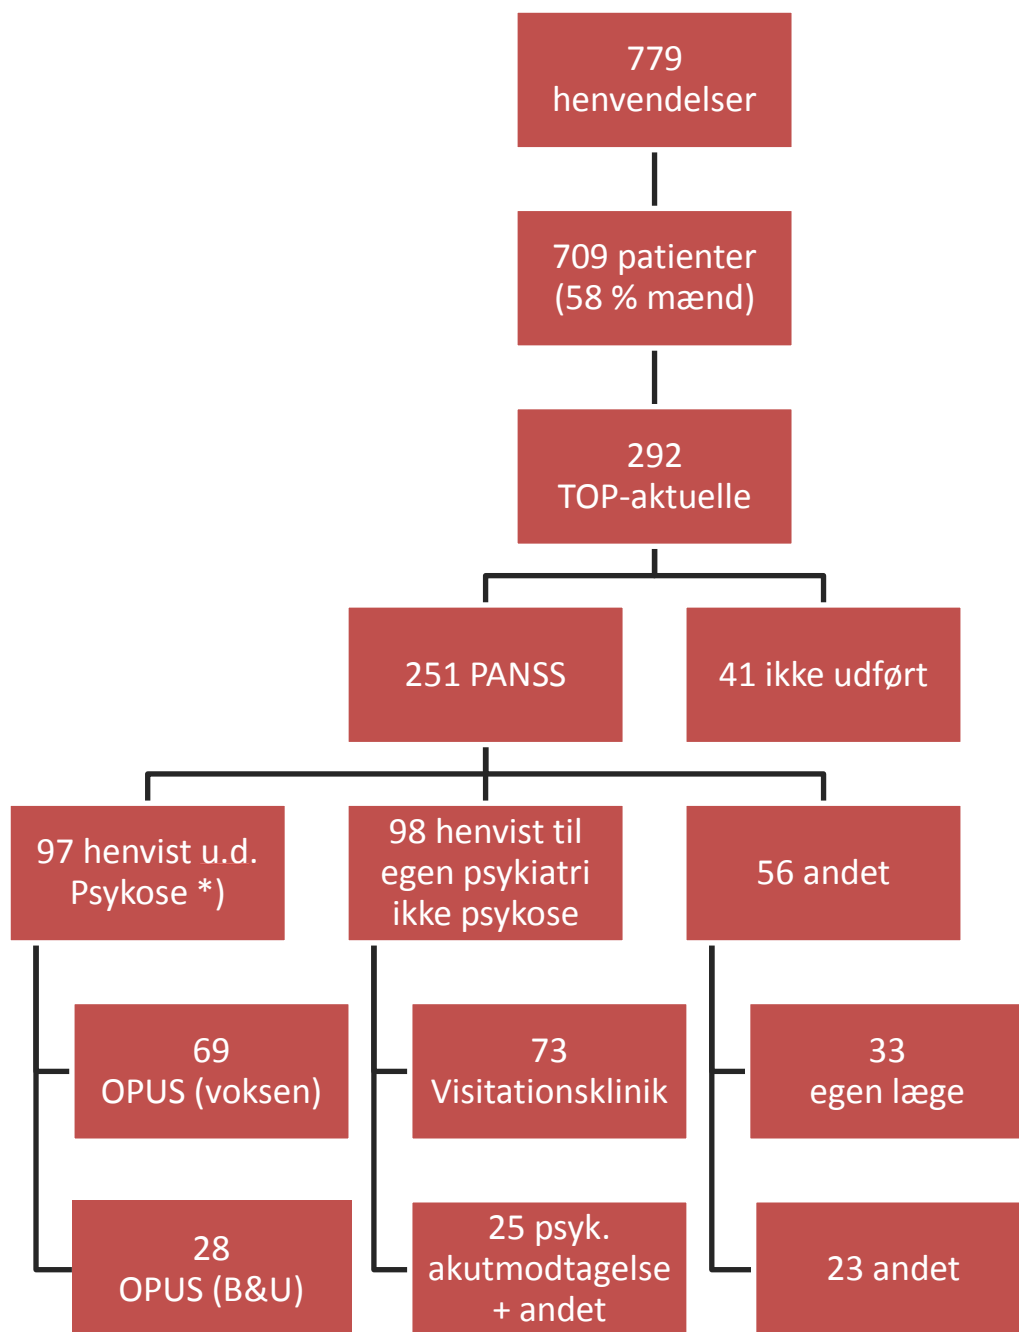 779
henvendelser
709 patienter
(58 % mænd)
292
TOP-aktuelle
251 PANSS
41 ikke udført
97 henvist u.d.
Psykose *)
98 henvist til
egen psykiatri
ikke psykose
56 andet
69
OPUS (voksen)
73
Visitationsklinik
33
egen læge
28
OPUS (B&U)
25 psyk.
akutmodtagelse
+ andet
23 andet